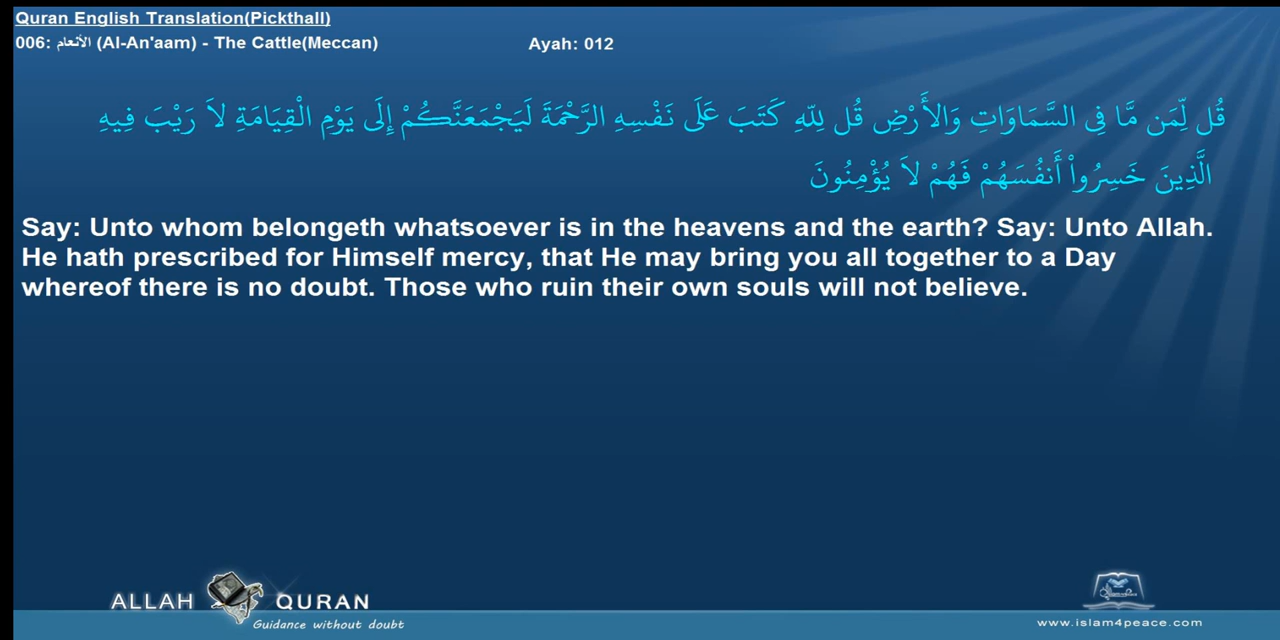 Quran English Translation(Pickthall)
006: الأنعام (Al-An'aam) - The Cattle(Meccan)
Ayah: 012
قُل لِّمَن مَّا فِي السَّمَاوَاتِ وَالأَرْضِ قُل لِلّهِ كَتَبَ عَلَى نَفْسِهِ الرَّحْمَةَ لَيَجْمَعَنَّكُمْ إِلَى يَوْمِ الْقِيَامَةِ لاَ رَيْبَ فِيهِ
الَّذِينَ خَسِرُواْ أَنفُسَهُمْ فَهُمْ لاَ يُؤْمِنُونَ
Say: Unto whom belongeth whatsoever is in the heavens and the earth? Say: Unto Allah.
He hath prescribed for Himself mercy, that He may bring you all together to a Day
whereof there is no doubt. Those who ruin their own souls will not believe.
ALLAH QURAN
Guidance without doubt
www.islam4peace.com